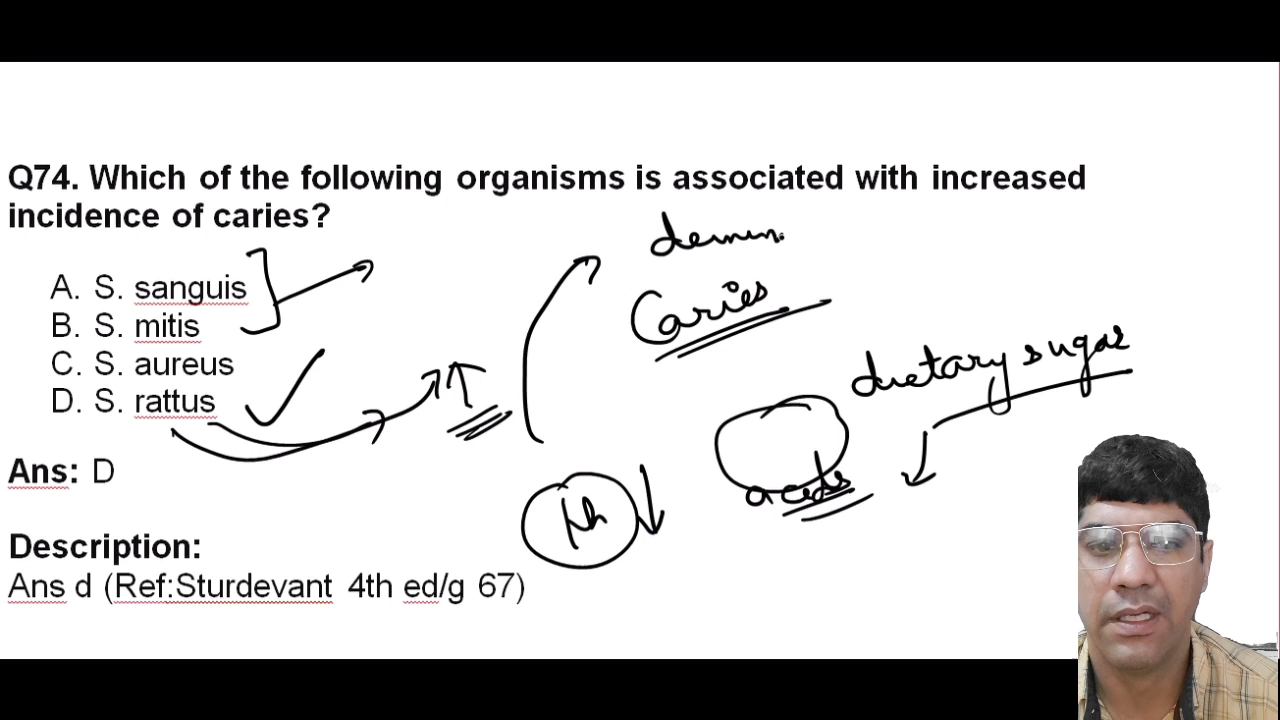 Q74. Which of the following organisms is associated with increased
incidence of caries?
demin.
A. S. sanguis
B. S. mitis
Caries
C. S. aureus
dietary sugar
D. S. rattus
Ans: D
acids
Description:
Ans d (Ref:Sturdevant 4th ed/g 67)